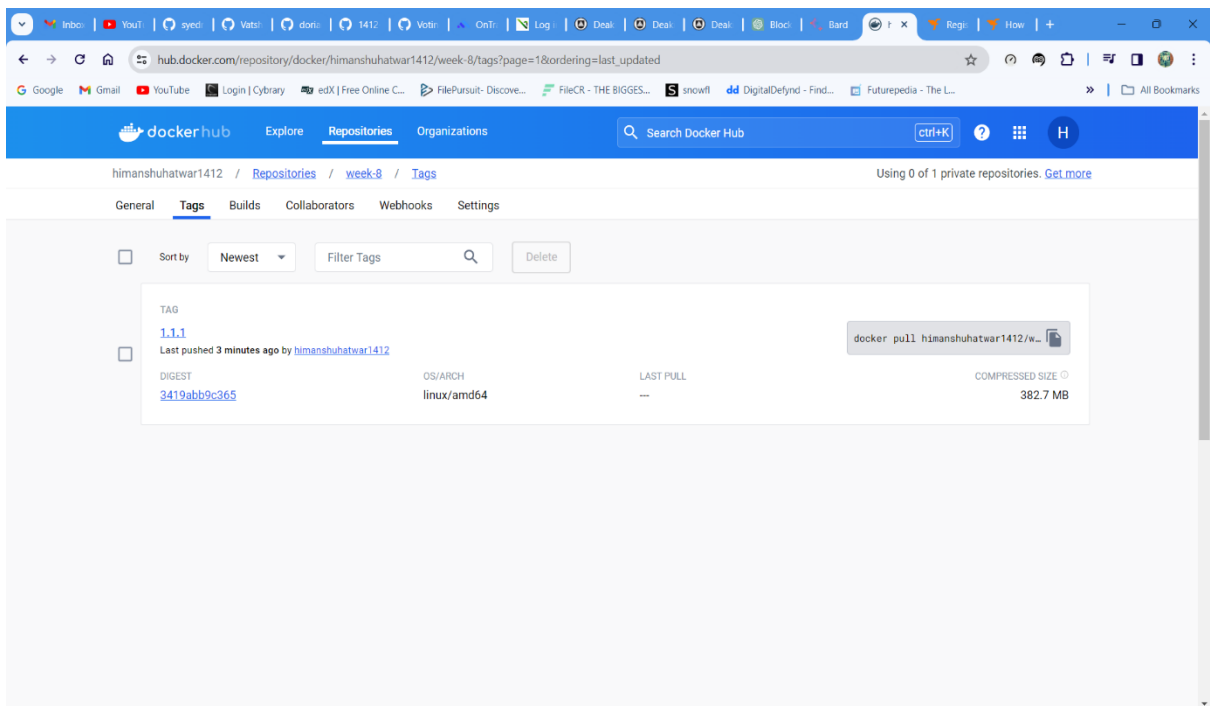 Inbo YouT syed Vatsh doria 1412 Votin OnTr Log i Deak Deak Deak Block Bard Regis How
hub.docker.com/repository/docker/himanshuhatwar1412/week-8/tags?page=1&ordering=last_updated
Google Gmail YouTube Login | Cybrary edX | Free Online C... FilePursuit- Discove... FileCR - THE BIGGES... snowfl dd DigitalDefynd - Find... Futurepedia - The L... » All Bookmarks
dockerhub Explore Repositories Organizations Search Docker Hub ctrl+K ? H
himanshuhatwar1412 / Repositories / week-8 / Tags Using 0 of 1 private repositories. Get more
General Tags Builds Collaborators Webhooks Settings
Sort by Newest Filter Tags Delete
TAG
1.1.1
docker pull himanshuhatwar1412/w…
Last pushed 3 minutes ago by himanshuhatwar1412
DIGEST OS/ARCH LAST PULL COMPRESSED SIZE
3419abb9c365 linux/amd64 --- 382.7 MB